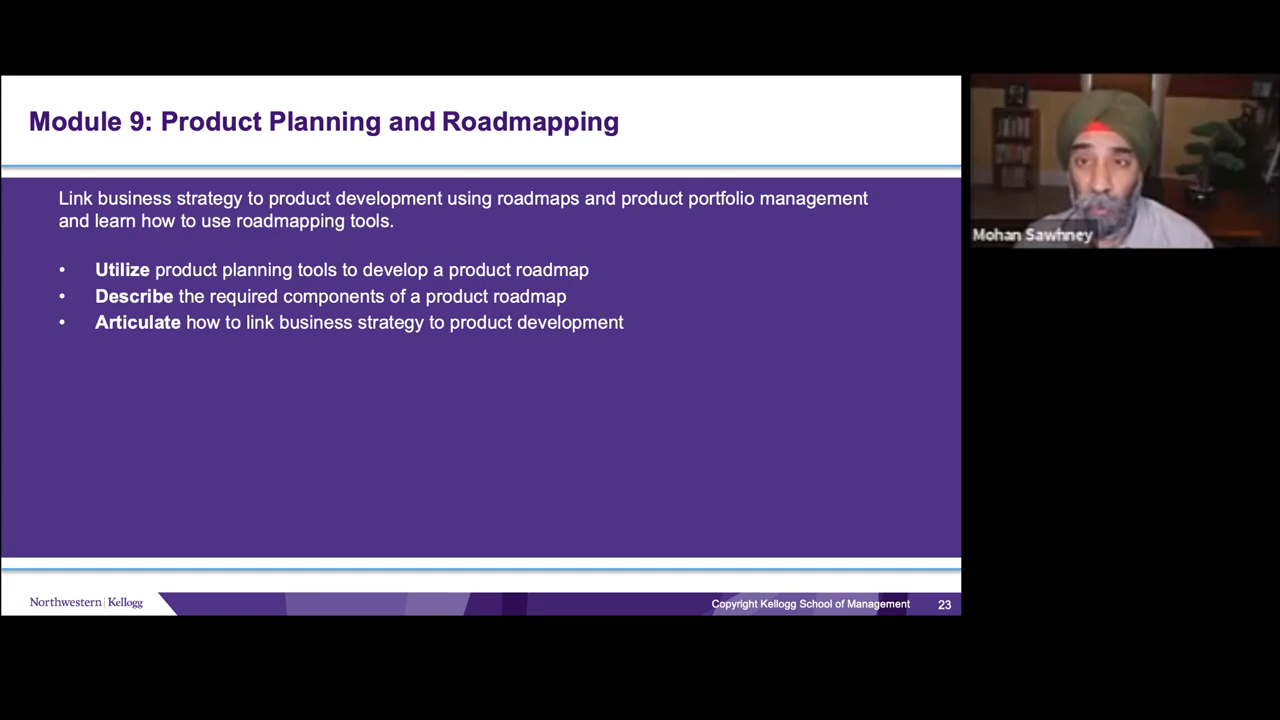 Module 9: Product Planning and Roadmapping
Link business strategy to product development using roadmaps and product portfolio management
and learn how to use roadmapping tools.
• Utilize product planning tools to develop a product roadmap
• Describe the required components of a product roadmap
• Articulate how to link business strategy to product development
Northwestern | Kellogg
Copyright Kellogg School of Management 23
Mohan Sawhney